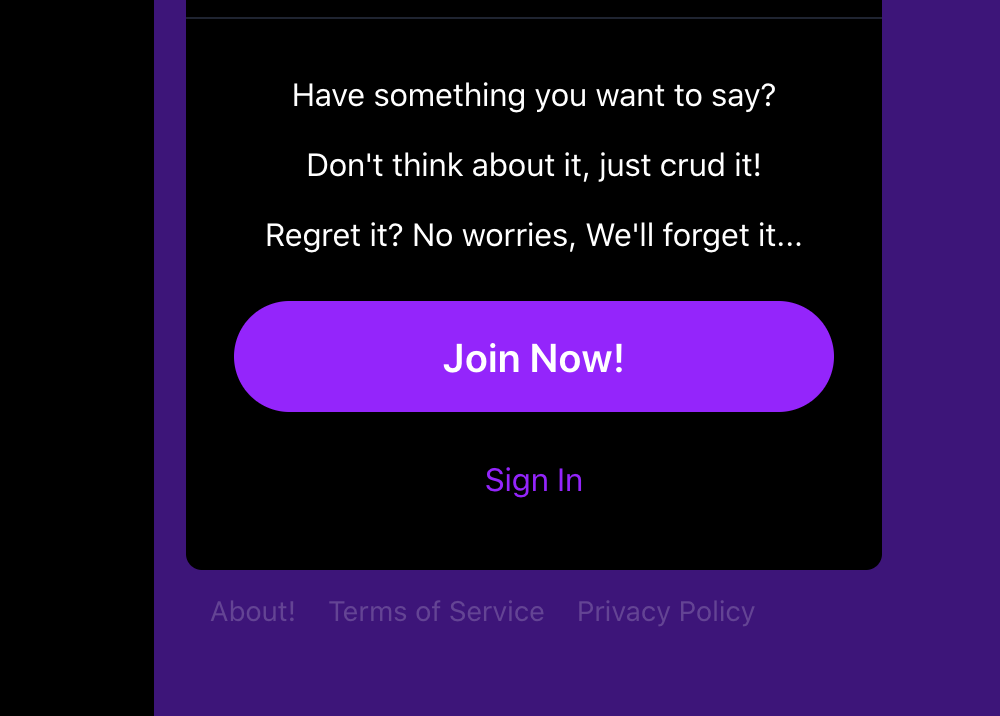 Have something you want to say?
Don't think about it, just crud it!
Regret it? No worries, We'll forget it...
Join Now!
Sign In
About! Terms of Service Privacy Policy